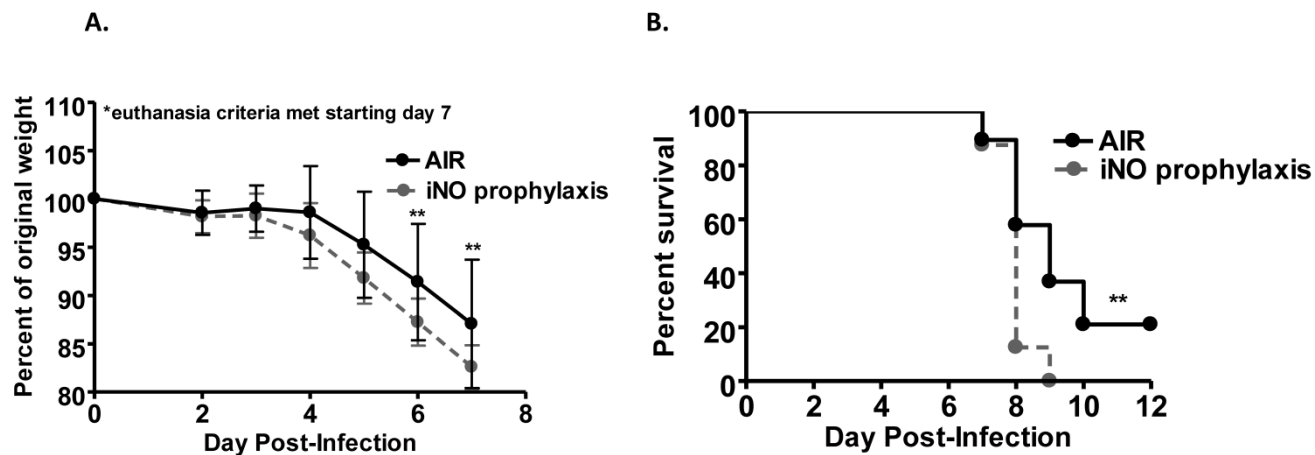 A.
110
105
100
95
90
85
80
Percent of original weight
*euthanasia criteria met starting day 7
AIR
iNO prophylaxis
**
**
0 2 4 6 8
Day Post-Infection
B.
100
80
60
40
20
0
Percent survival
AIR
iNO prophylaxis
**
0 2 4 6 8 10 12
Day Post-Infection